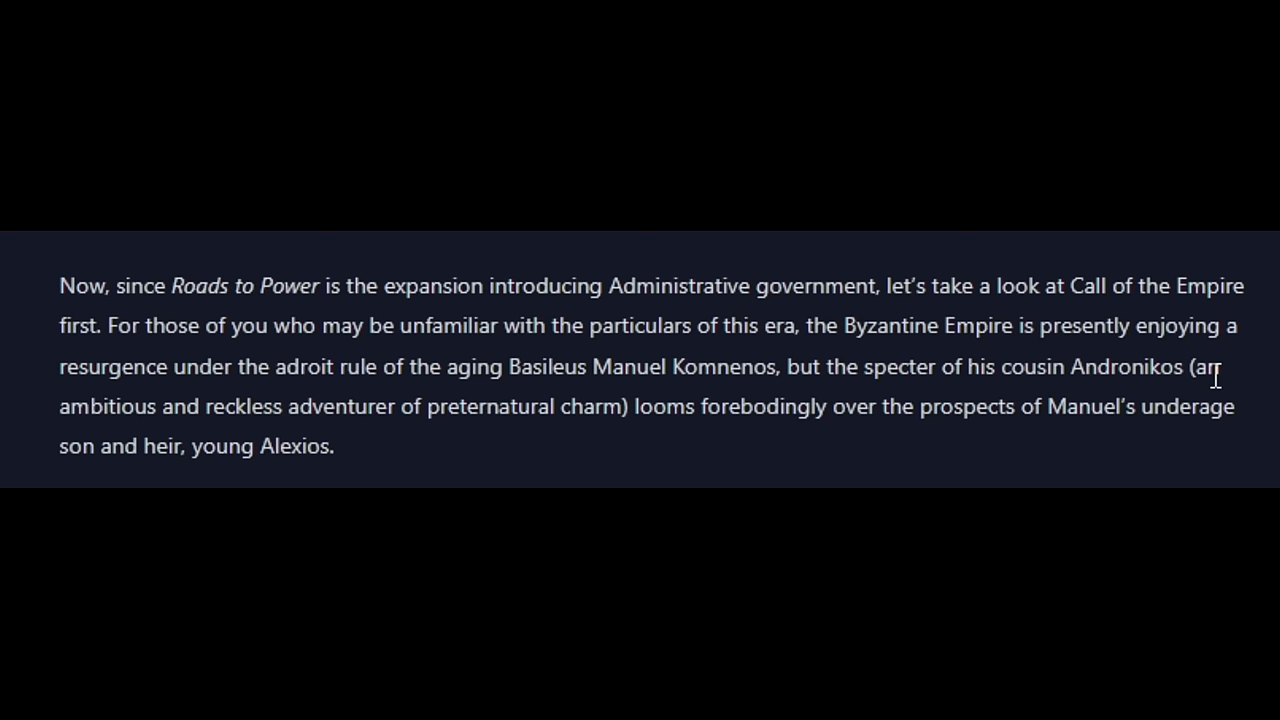 Now, since Roads to Power is the expansion introducing Administrative government, let’s take a look at Call of the Empire
first. For those of you who may be unfamiliar with the particulars of this era, the Byzantine Empire is presently enjoying a
resurgence under the adroit rule of the aging Basileus Manuel Komnenos, but the specter of his cousin Andronikos (an
ambitious and reckless adventurer of preternatural charm) looms forebodingly over the prospects of Manuel’s underage
son and heir, young Alexios.